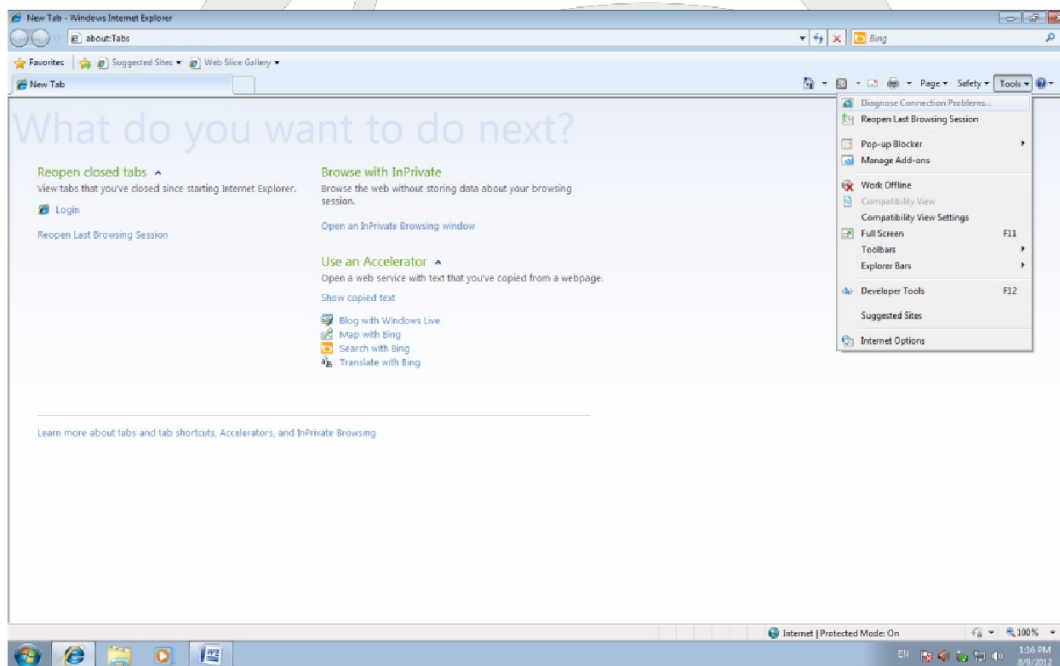 New Tab - Windows Internet Explorer
about:Tabs
Bing
Favorites Suggested Sites Web Slice Gallery
New Tab
Page Safety Tools
What do you want to do next?
Reopen closed tabs
View tabs that you've closed since starting Internet Explorer.
Login
Reopen Last Browsing Session
Browse with InPrivate
Browse the web without storing data about your browsing
session.
Open an InPrivate Browsing window
Use an Accelerator
Open a web service with text that you've copied from a webpage.
Show copied text
Blog with Windows Live
Map with Bing
Search with Bing
Translate with Bing
Learn more about tabs and tab shortcuts, Accelerators, and InPrivate Browsing
Diagnose Connection Problems...
Reopen Last Browsing Session
Pop-up Blocker
Manage Add-ons
Work Offline
Compatibility View
Compatibility View Settings
Full Screen F11
Toolbars
Explorer Bars
Developer Tools F12
Suggested Sites
Internet Options
Internet | Protected Mode: On 100%
EN 1:16 PM
8/9/2012